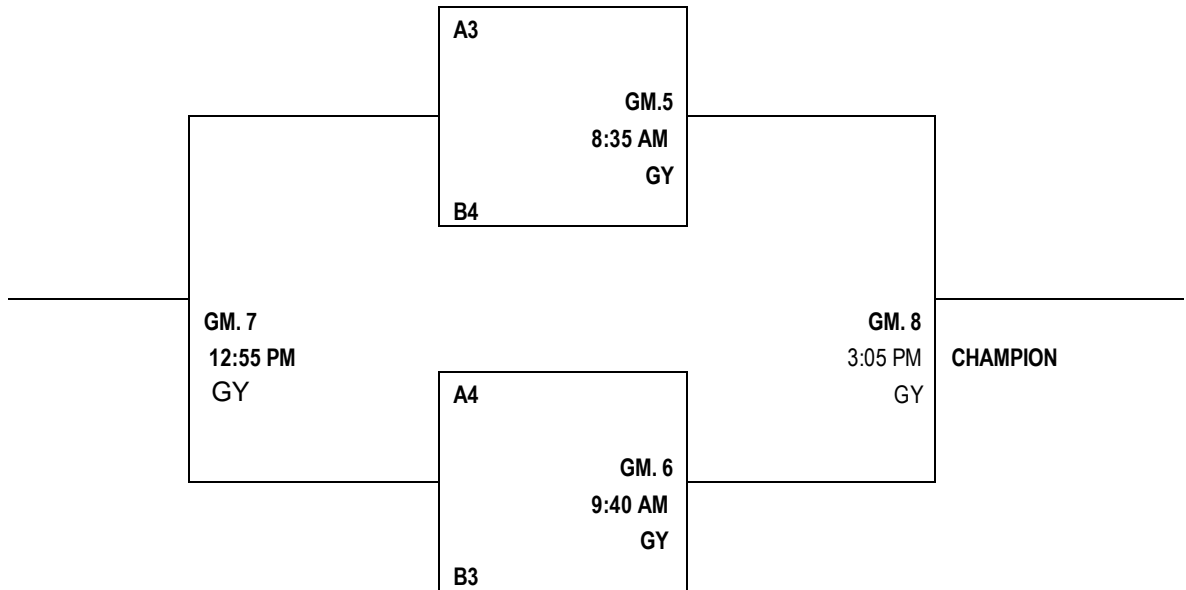 A3
GM.5
8:35 AM
GY
B4
GM. 7
12:55 PM
GY
GM. 8
3:05 PM
GY
CHAMPION
A4
GM. 6
9:40 AM
GY
B3